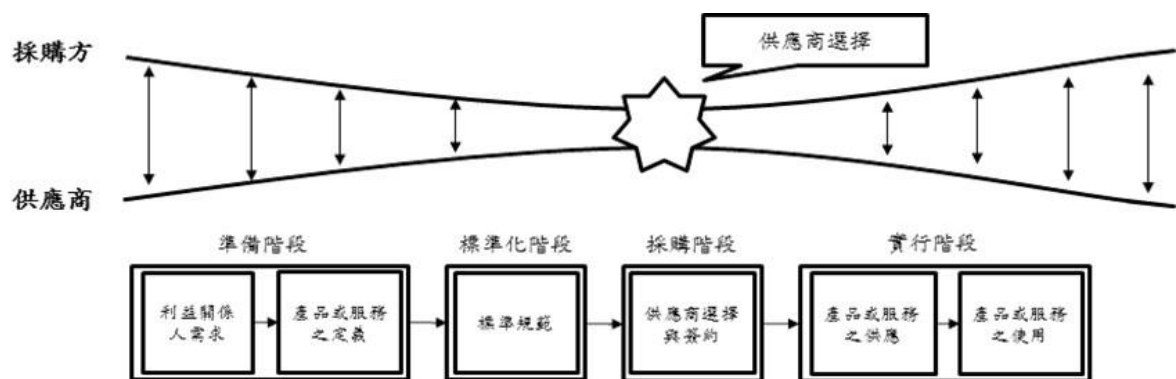 採購方
供應商選擇
供應商
準備階段
標準化階段
採購階段
實行階段
利益關係
人需求
產品或服務
之定義
標準規範
供應商選擇
與簽約
產品或服務
之供應
產品或服務
之使用